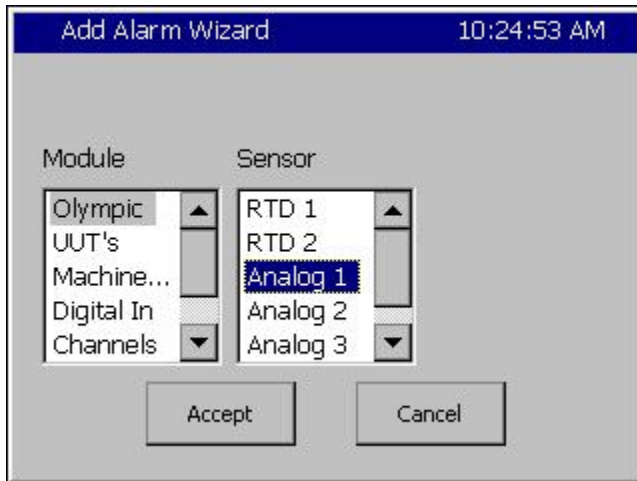 Add Alarm Wizard 10:24:53 AM
Module Sensor
Olympic RTD 1
UUT's RTD 2
Machine... Analog 1
Digital In Analog 2
Channels Analog 3
Accept Cancel